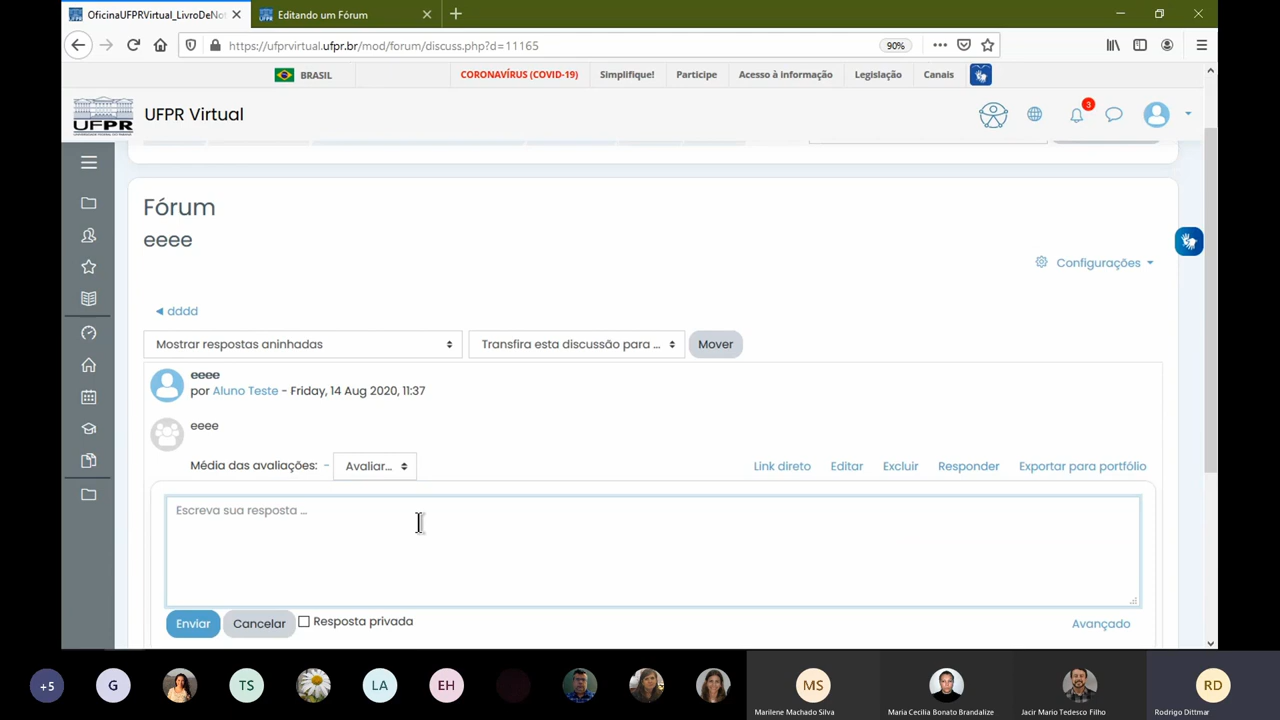 OficinaUFPRVirtual_LivroDeNot
Editando um Fórum
https://ufprvirtual.ufpr.br/mod/forum/discuss.php?d=11165
90%
BRASIL
CORONAVÍRUS (COVID-19)
Simplifique!
Participe
Acesso à informação
Legislação
Canais
UFPR
UFPR Virtual
3
Fórum
eeee
Configurações
◄ dddd
Mostrar respostas aninhadas
Transfira esta discussão para ...
Mover
eeee
por Aluno Teste - Friday, 14 Aug 2020, 11:37
eeee
Média das avaliações: -
Avaliar...
Link direto
Editar
Excluir
Responder
Exportar para portfólio
Escreva sua resposta ...
Enviar
Cancelar
Resposta privada
Avançado
+5
G
TS
LA
EH
MS
RD
Marilene Machado Silva
Maria Cecilia Bonato Brandalize
Jacir Mario Tedesco Filho
Rodrigo Dittmar